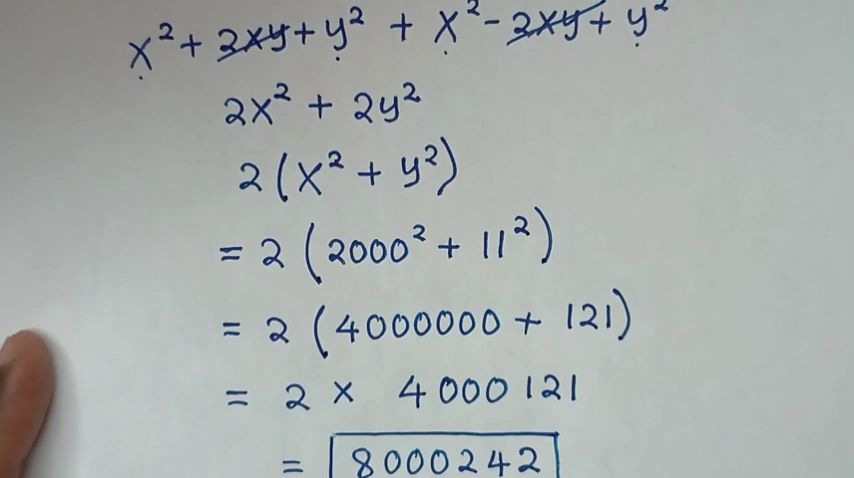 x² + 2xy + y² + x² - 2xy + y²
2x² + 2y²
2(x² + y²)
= 2(2000² + 11²)
= 2(4000000 + 121)
= 2 × 4000121
= 8000242